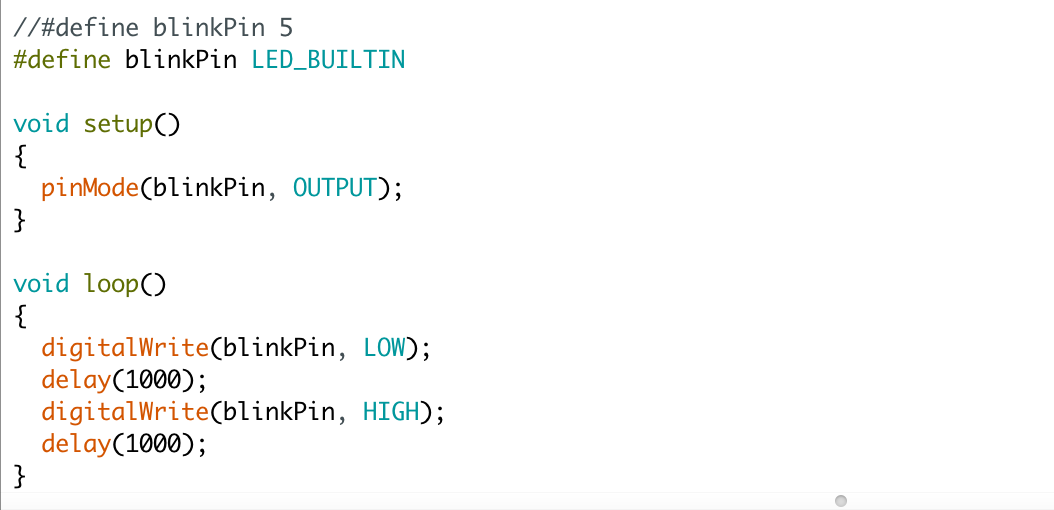 //#define blinkPin 5
#define blinkPin LED_BUILTIN

void setup()
{
  pinMode(blinkPin, OUTPUT);
}

void loop()
{
  digitalWrite(blinkPin, LOW);
  delay(1000);
  digitalWrite(blinkPin, HIGH);
  delay(1000);
}